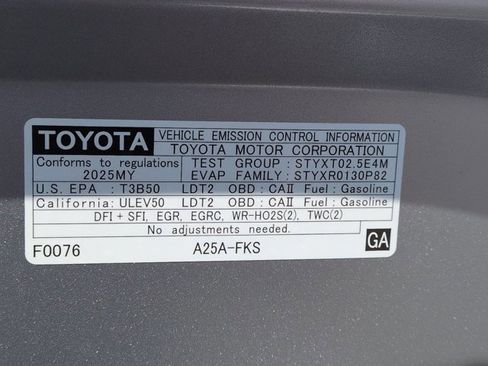 TOYOTA VEHICLE EMISSION CONTROL INFORMATION
TOYOTA MOTOR CORPORATION
Conforms to regulations TEST GROUP : STYXT02.5E4M
2025MY EVAP FAMILY : STYXR0130P82
U.S. EPA : T3B50 LDT2 OBD : CAII Fuel : Gasoline
California: ULEV50 LDT2 OBD : CAII Fuel : Gasoline
DFI + SFI, EGR, EGRC, WR-HO2S(2), TWC(2)
No adjustments needed.
F0076 A25A-FKS GA